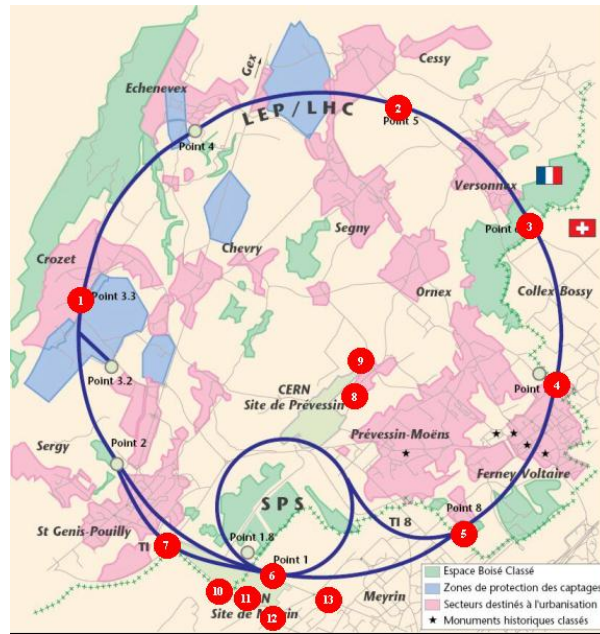 Cessy
Gex
Echenevex
LEP/LHC
2
Point 5
Point 4
Versonnex
Segny
3
Chevry
Crozet
Collex-Bossy
Ornex
1
Point 3.3
9
Point 3.2
CERN
Site de Prévessin
8
Point
4
Prévessin-Moëns
Sergy
Point 2
Ferney-Voltaire
SPS
Point 8
St Genis-Pouilly
TI 8
5
TI
7
Point 1.8
Point 1
6
10
11
13
Meyrin
Site de
12
Espace Boisé Classé
Zones de protection des captages
Secteurs destinés à l'urbanisation
Monuments historiques classés